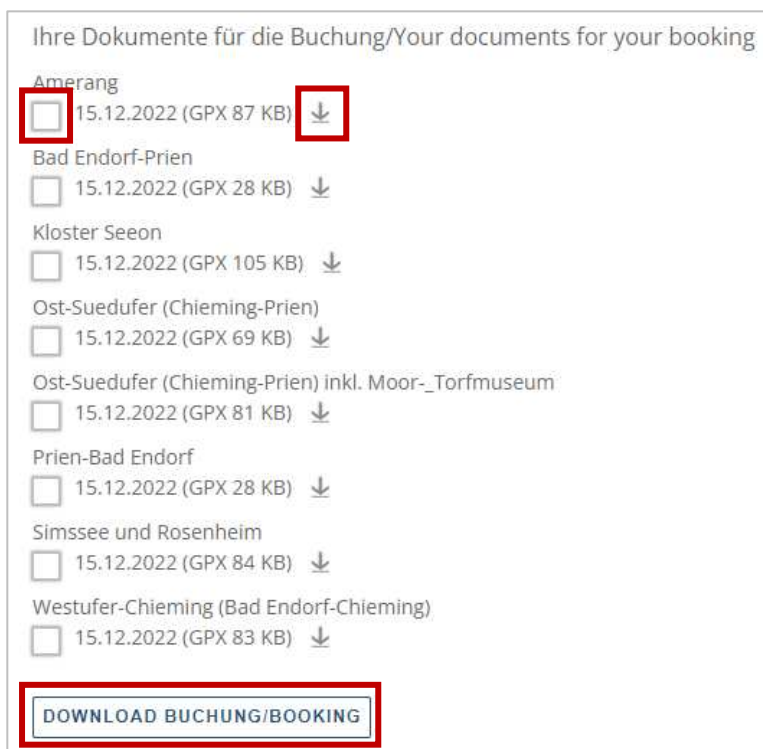 Ihre Dokumente für die Buchung/Your documents for your booking
Amerang
15.12.2022 (GPX 87 KB)
Bad Endorf-Prien
15.12.2022 (GPX 28 KB)
Kloster Seeon
15.12.2022 (GPX 105 KB)
Ost-Suedufer (Chieming-Prien)
15.12.2022 (GPX 69 KB)
Ost-Suedufer (Chieming-Prien) inkl. Moor-_Torfmuseum
15.12.2022 (GPX 81 KB)
Prien-Bad Endorf
15.12.2022 (GPX 28 KB)
Simssee und Rosenheim
15.12.2022 (GPX 84 KB)
Westufer-Chieming (Bad Endorf-Chieming)
15.12.2022 (GPX 83 KB)
DOWNLOAD BUCHUNG/BOOKING